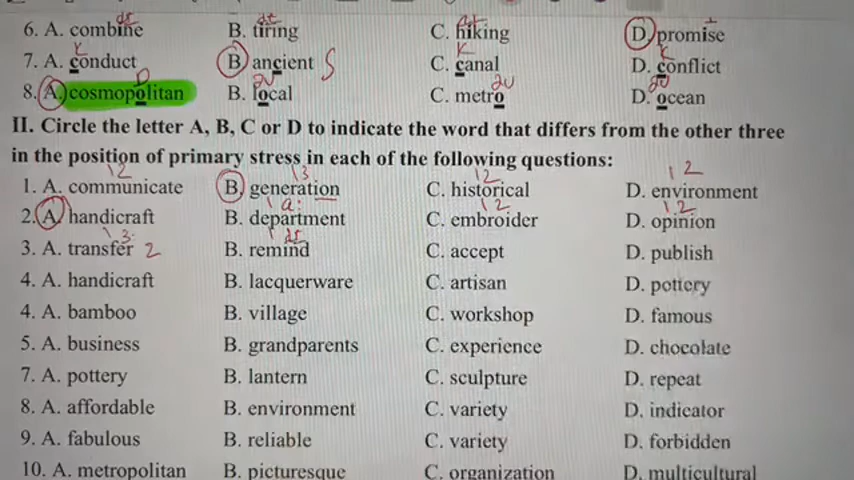 6. A. combine B. tiring C. hiking D. promise
7. A. conduct B. ancient C. canal D. conflict
8. A. cosmopolitan B. local C. metro D. ocean
II. Circle the letter A, B, C or D to indicate the word that differs from the other three
in the position of primary stress in each of the following questions:
1. A. communicate B. generation C. historical D. environment
2. A. handicraft B. department C. embroider D. opinion
3. A. transfer B. remind C. accept D. publish
4. A. handicraft B. lacquerware C. artisan D. pottery
4. A. bamboo B. village C. workshop D. famous
5. A. business B. grandparents C. experience D. chocolate
7. A. pottery B. lantern C. sculpture D. repeat
8. A. affordable B. environment C. variety D. indicator
9. A. fabulous B. reliable C. variety D. forbidden
10. A. metropolitan B. picturesque C. organization D. multicultural